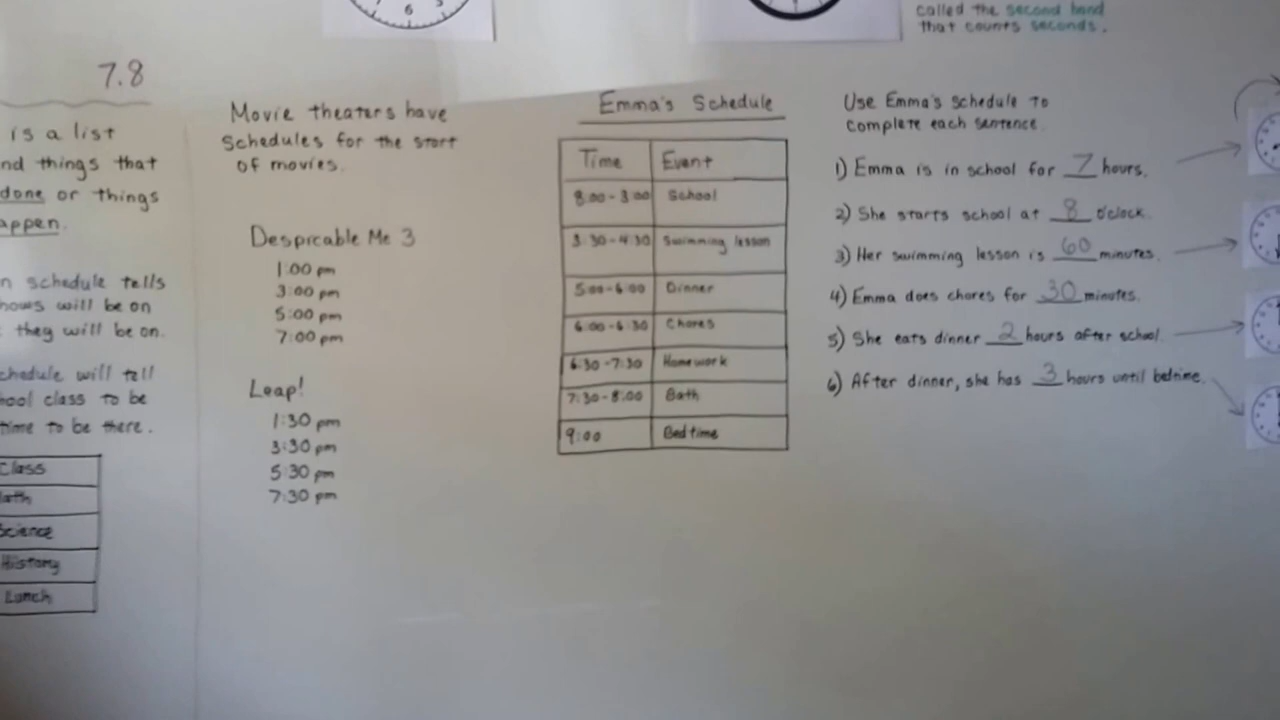 6
called the second hand
that counts seconds.
7.8
is a list
nd things that
done or things
appen.
n schedule tells
hows will be on
they will be on.
chedule will tell
hool class to be
time to be there.
Class
ath
Science
History
Lunch
Movie theaters have
schedules for the start
of movies.
Despicable Me 3
1:00 pm
3:00 pm
5:00 pm
7:00 pm
Leap!
1:30 pm
3:30 pm
5:30 pm
7:30 pm
Emma's Schedule
Time Event
8:00-3:00 School
3:30-4:30 Swimming lesson
5:00-6:00 Dinner
6:00-6:30 Chores
6:30-7:30 Homework
7:30-8:00 Bath
9:00 Bedtime
Use Emma's schedule to
complete each sentence.
1) Emma is in school for 7 hours.
2) She starts school at 8 o'clock.
3) Her swimming lesson is 60 minutes.
4) Emma does chores for 30 minutes.
5) She eats dinner 2 hours after school.
6) After dinner, she has 3 hours until bedtime.